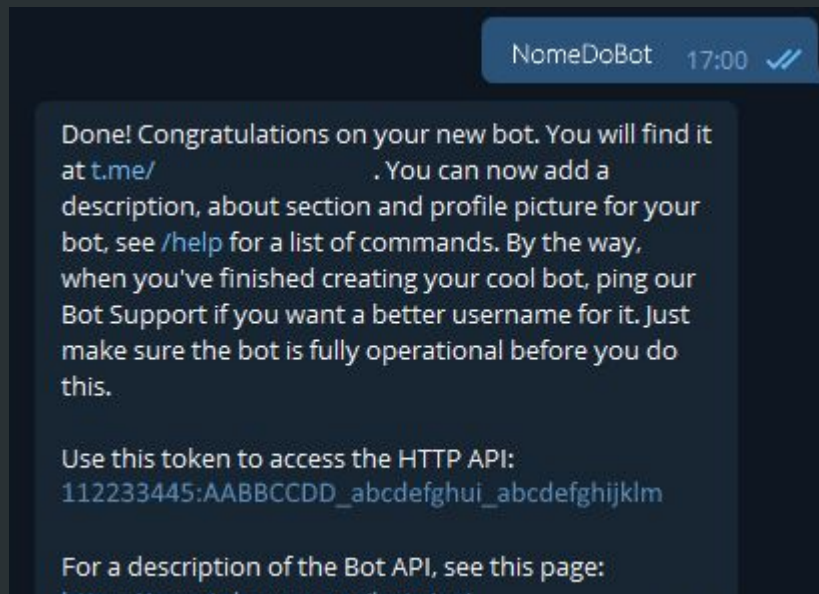 NomeDoBot 17:00
Done! Congratulations on your new bot. You will find it
at t.me/ . You can now add a
description, about section and profile picture for your
bot, see /help for a list of commands. By the way,
when you've finished creating your cool bot, ping our
Bot Support if you want a better username for it. Just
make sure the bot is fully operational before you do
this.
Use this token to access the HTTP API:
112233445:AABBCCDD_abcdefghui_abcdefghijklm
For a description of the Bot API, see this page: